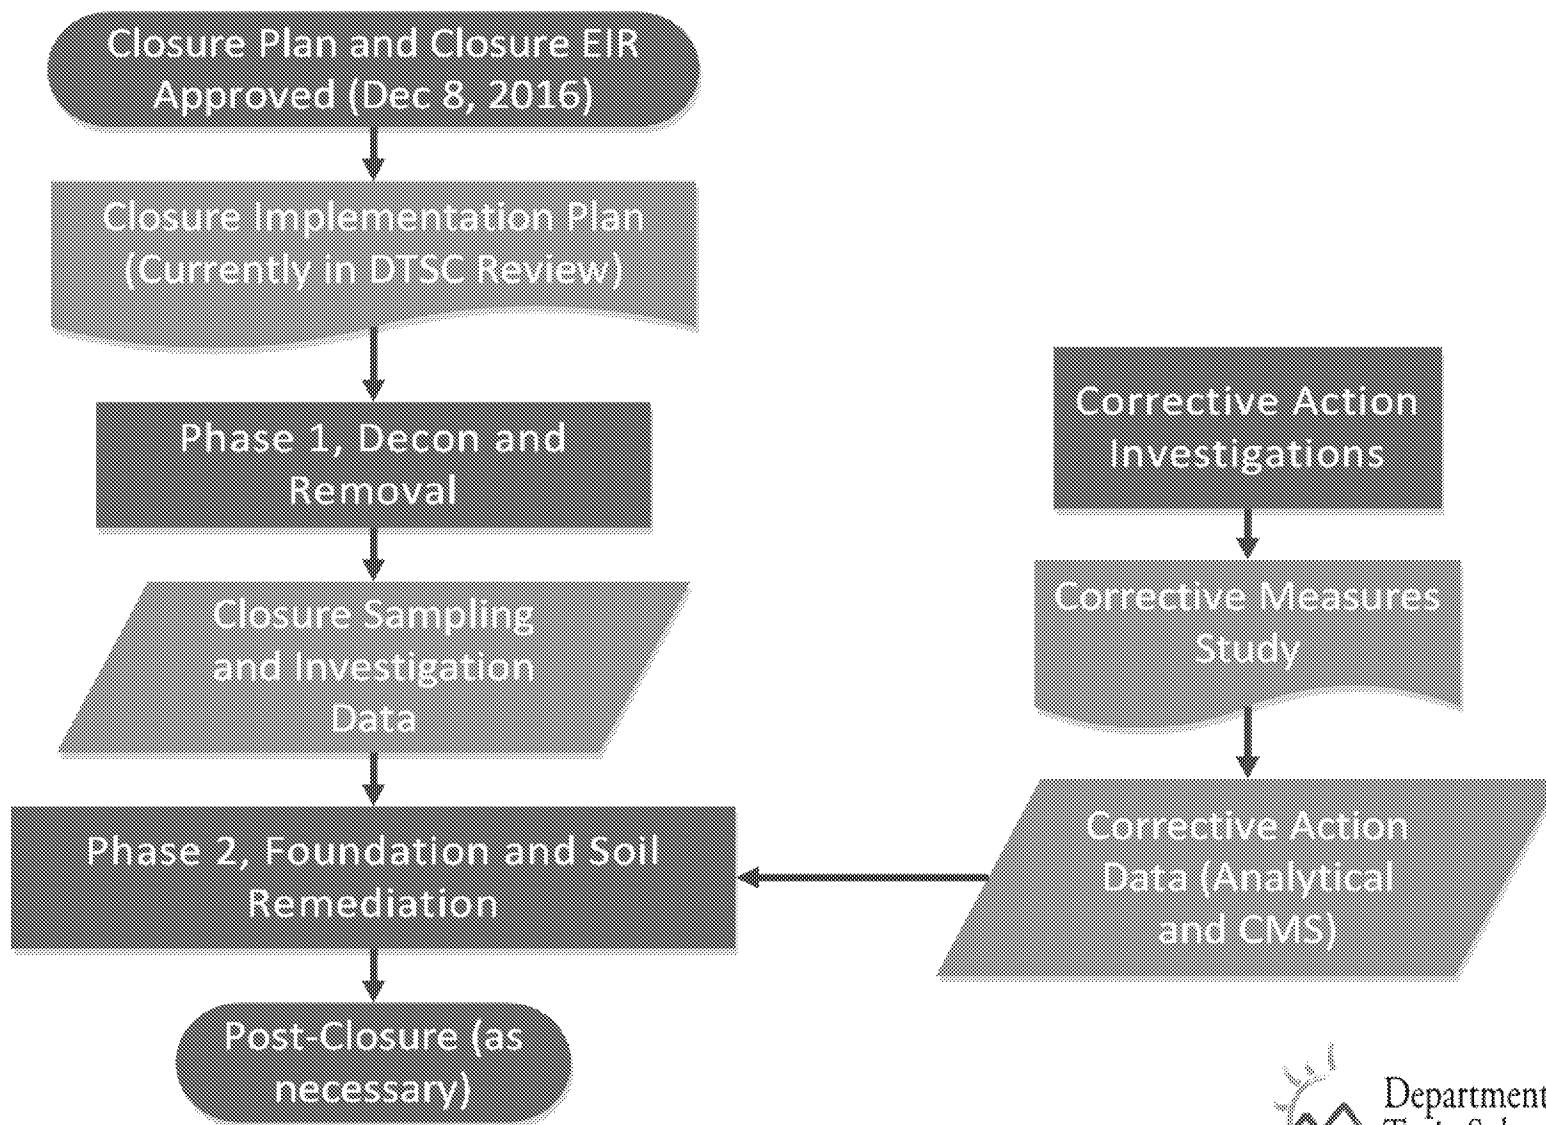 Closure Plan and Closure EIR
Approved (Dec 8, 2016)
Closure Implementation Plan
(Currently in DTSC Review)
Phase 1, Decon and
Removal
Closure Sampling
and Investigation
Data
Phase 2, Foundation and Soil
Remediation
Post-Closure (as
necessary)
Corrective Action
Investigations
Corrective Measures
Study
Corrective Action
Data (Analytical
and CMS)
Department